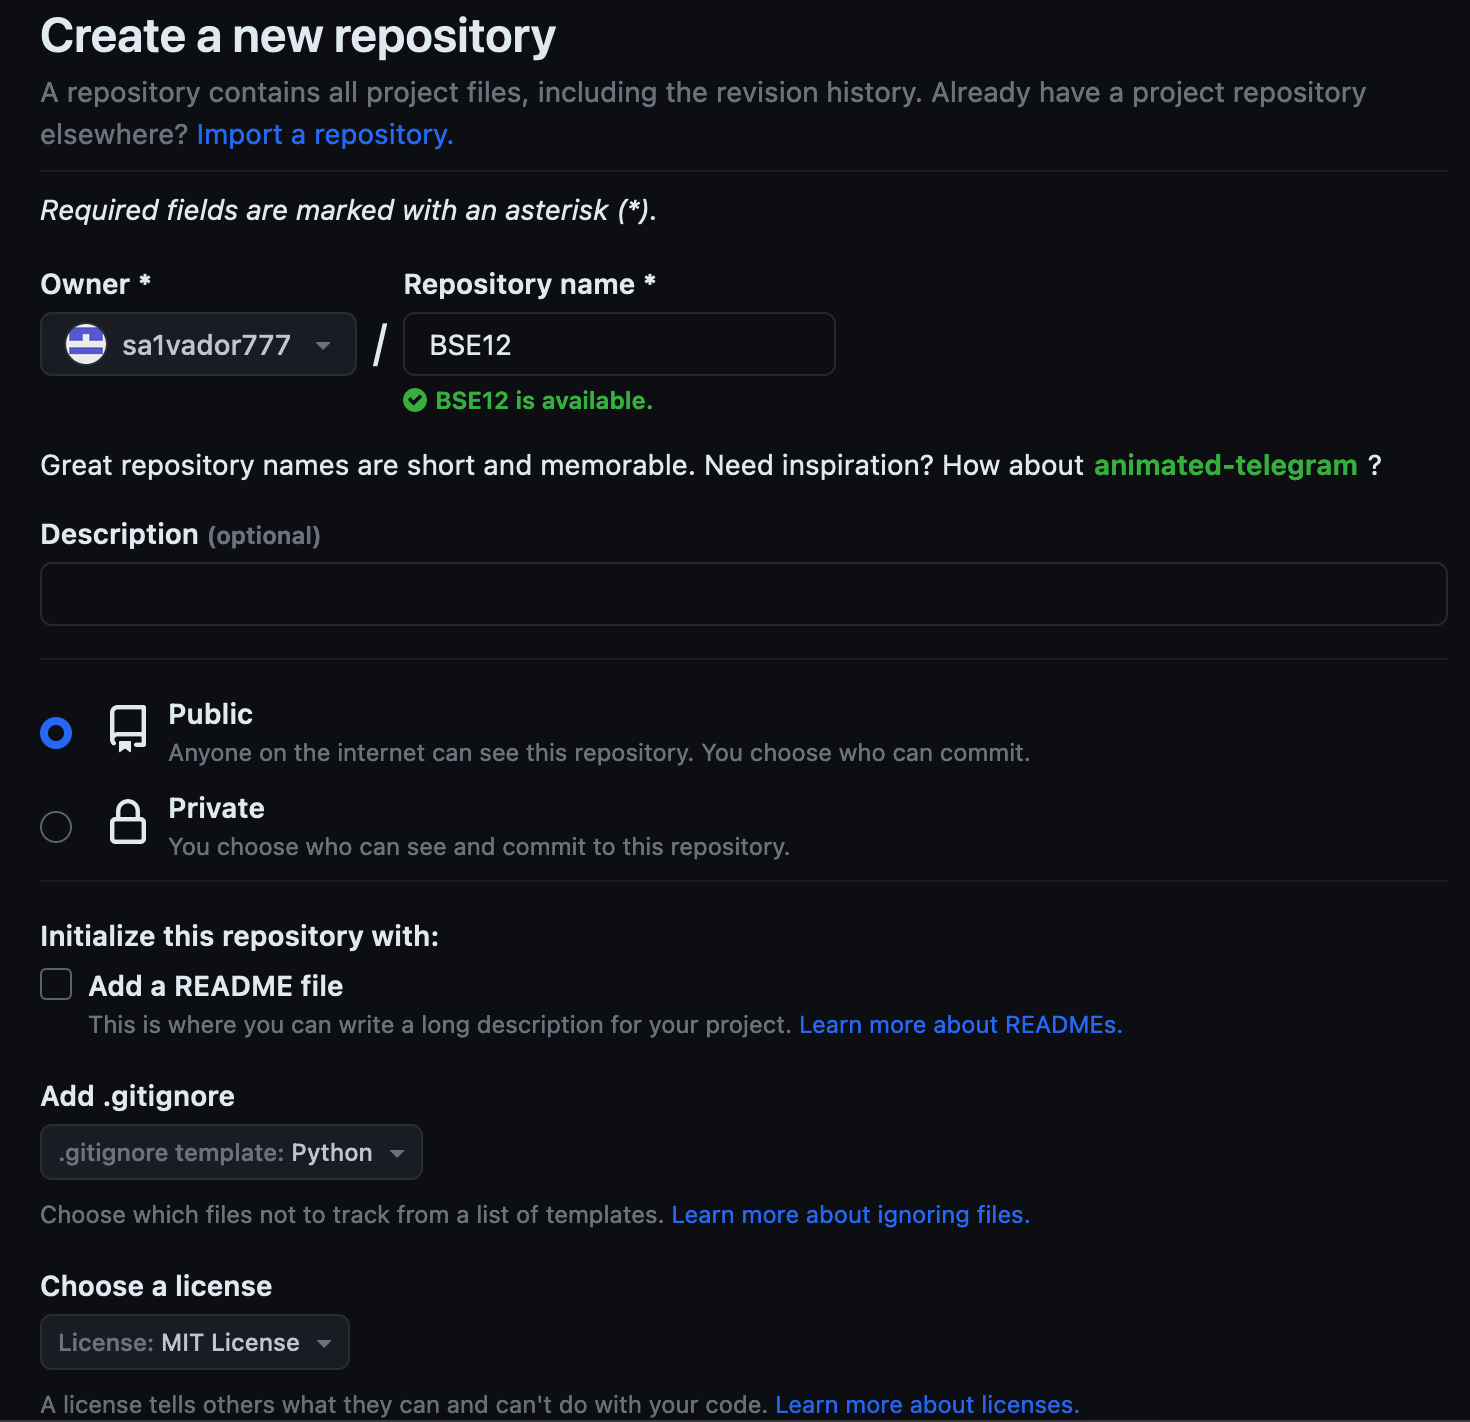 Create a new repository
A repository contains all project files, including the revision history. Already have a project repository
elsewhere? Import a repository.
Required fields are marked with an asterisk (*).
Owner * Repository name *
sa1vador777 / BSE12
BSE12 is available.
Great repository names are short and memorable. Need inspiration? How about animated-telegram ?
Description (optional)
Public
Anyone on the internet can see this repository. You choose who can commit.
Private
You choose who can see and commit to this repository.
Initialize this repository with:
Add a README file
This is where you can write a long description for your project. Learn more about READMEs.
Add .gitignore
.gitignore template: Python
Choose which files not to track from a list of templates. Learn more about ignoring files.
Choose a license
License: MIT License
A license tells others what they can and can't do with your code. Learn more about licenses.